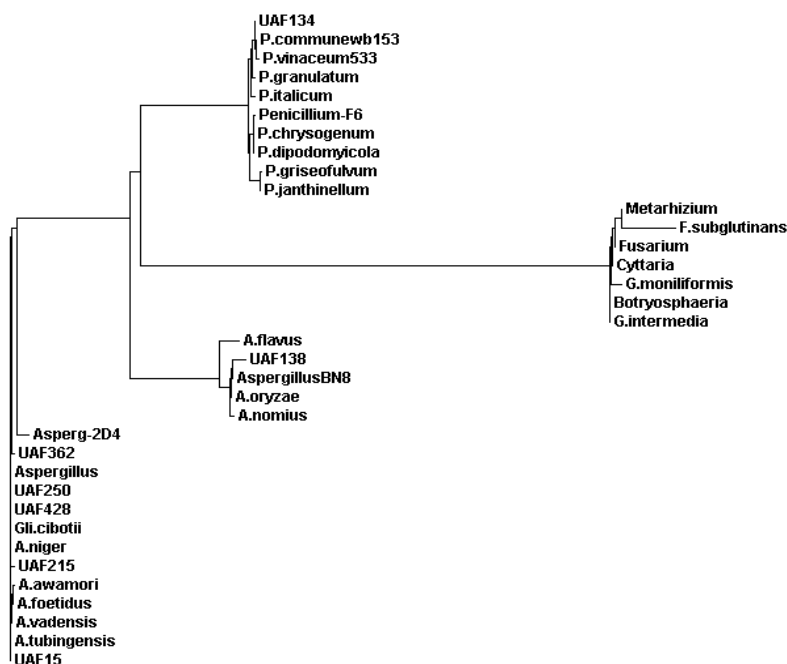 UAF134
P.communewb153
P.vinaceum533
P.granulatum
P.italicum
Penicillium-F6
P.chrysogenum
P.dipodomyicola
P.griseofulvum
P.janthinellum
Metarhizium
F.subglutinans
Fusarium
Cyttaria
G.moniliformis
Botryosphaeria
G.intermedia
A.flavus
UAF138
AspergillusBN8
A.oryzae
A.nomius
Asperg-2D4
UAF362
Aspergillus
UAF250
UAF428
Gli.cibotii
A.niger
UAF215
A.awamori
A.foetidus
A.vadensis
A.tubingensis
UAF15